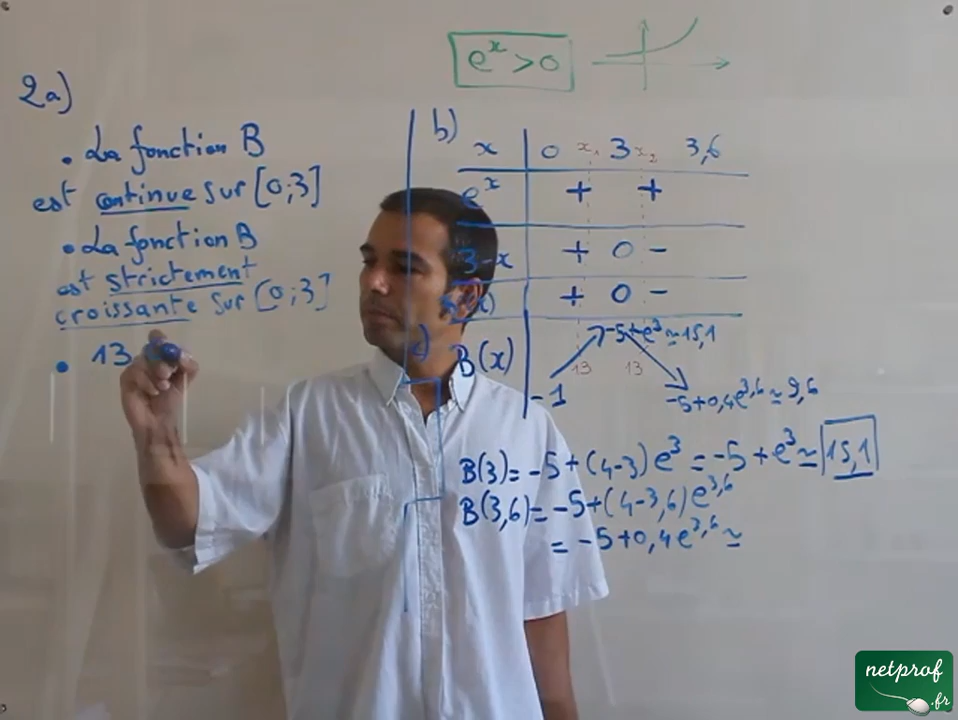 eˣ > 0
2a)
• La fonction B
est continue sur [0;3]
• La fonction B
est strictement
croissante sur [0;3]
• 13
b)
x 0 x₁ 3 x₂ 3,6
eˣ + +
3-x + 0 -
+ 0 -
c)
B(x) -1 13 -5+e³ ≃ 15,1 13 -5+0,4e^3,6 ≃ 9,6
B(3) = -5+(4-3)e³ = -5+e³ ≃ 15,1
B(3,6) = -5+(4-3,6)e^3,6
= -5+0,4e^3,6 ≃
netprof
.fr